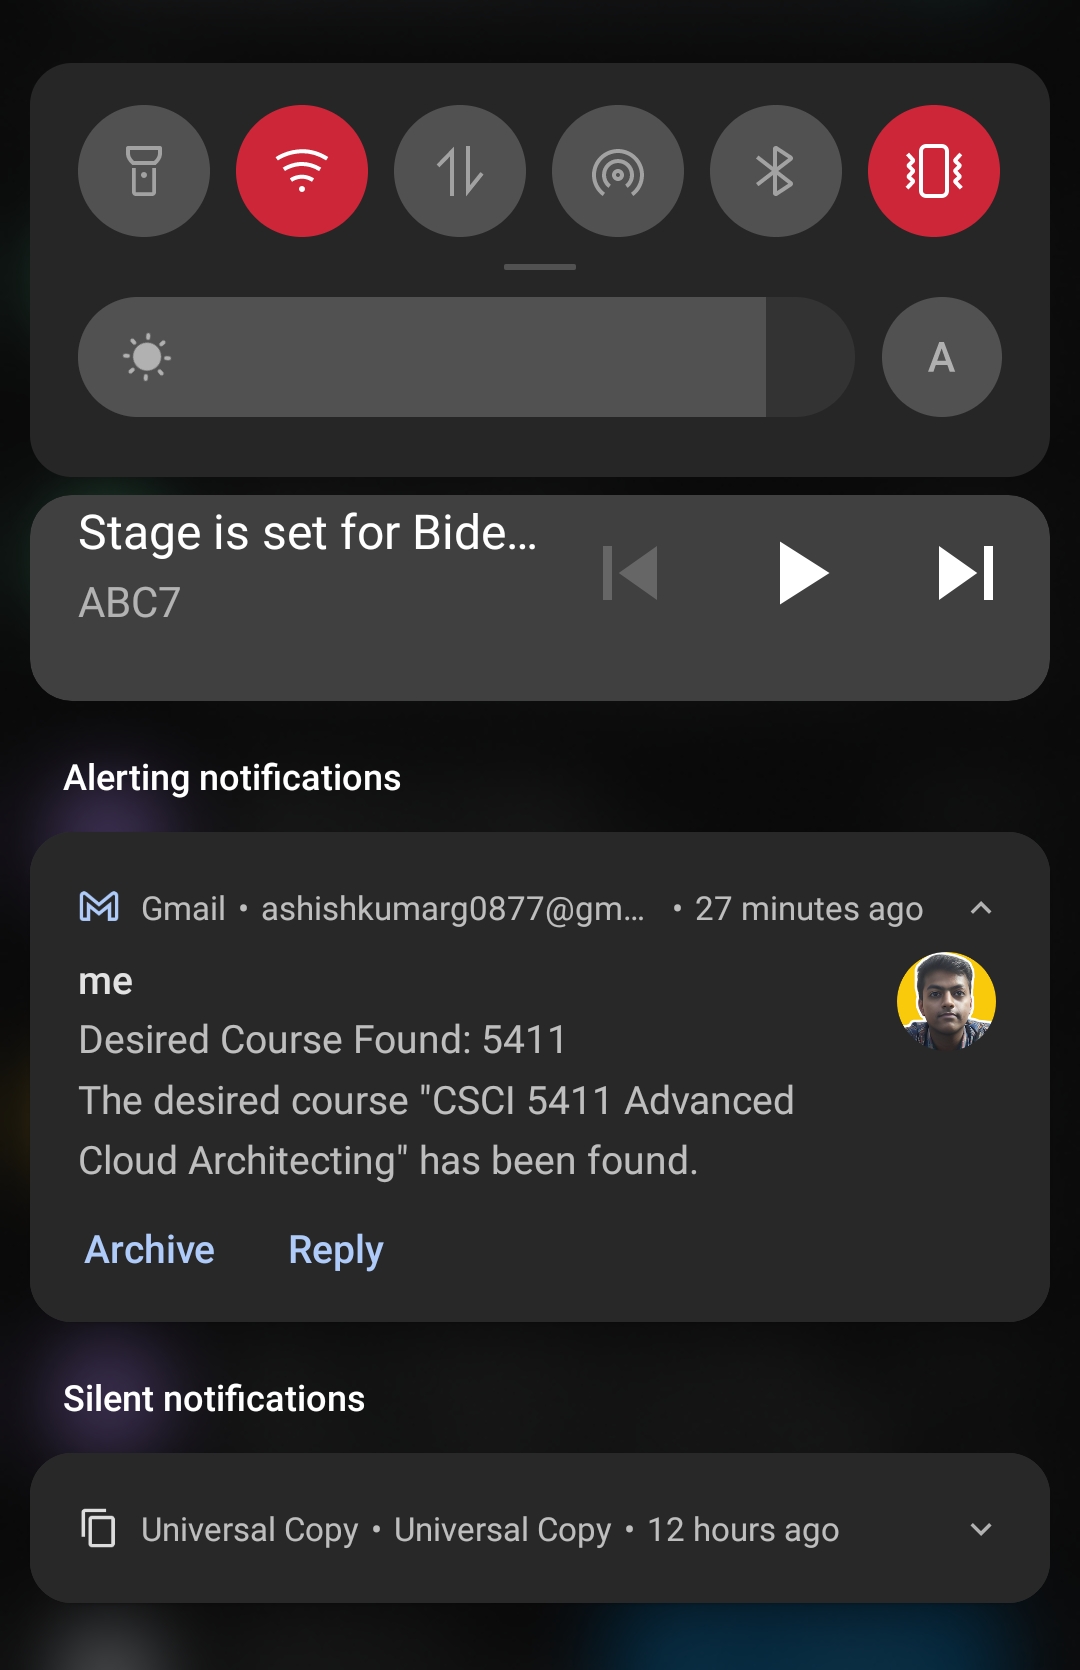 A
Stage is set for Bide...
ABC7
Alerting notifications
Gmail • ashishkumarg0877@gm... • 27 minutes ago
me
Desired Course Found: 5411
The desired course "CSCI 5411 Advanced
Cloud Architecting" has been found.
Archive Reply
Silent notifications
Universal Copy • Universal Copy • 12 hours ago